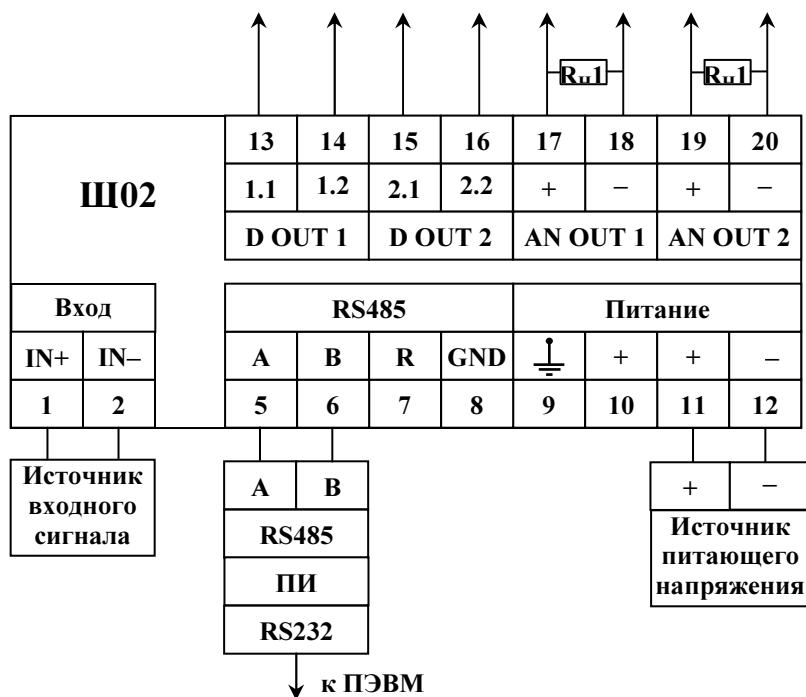 Rн1 Rн1
13 14 15 16 17 18 19 20
Щ02
1.1 1.2 2.1 2.2 + − + −
D OUT 1 D OUT 2 AN OUT 1 AN OUT 2
Вход RS485 Питание
IN+ IN− A B R GND + + −
1 2 5 6 7 8 9 10 11 12
Источник
входного
сигнала
A B
RS485
ПИ
RS232
к ПЭВМ
+ −
Источник
питающего
напряжения